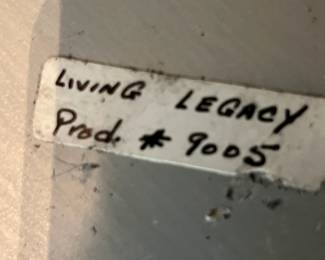 LIVING LEGACY
Prod. # 9005